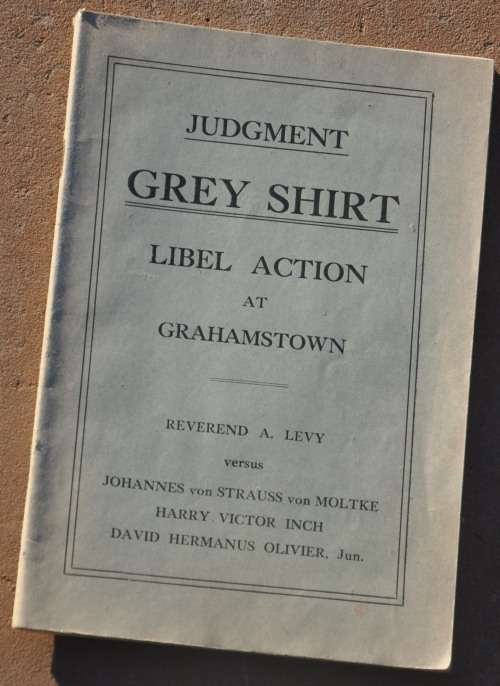 JUDGMENT
GREY SHIRT
LIBEL ACTION
AT
GRAHAMSTOWN
REVEREND A. LEVY
versus
JOHANNES von STRAUSS von MOLTKE
HARRY VICTOR INCH
DAVID HERMANUS OLIVIER, Jun.